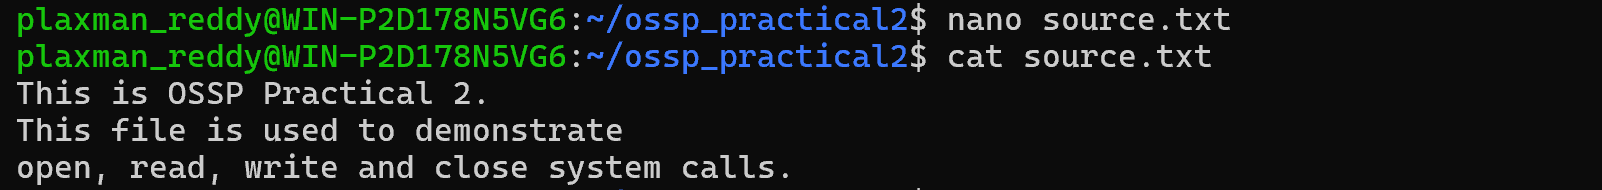 plaxman_reddy@WIN-P2D178N5VG6:~/ossp_practical2$ nano source.txt
plaxman_reddy@WIN-P2D178N5VG6:~/ossp_practical2$ cat source.txt
This is OSSP Practical 2.
This file is used to demonstrate
open, read, write and close system calls.